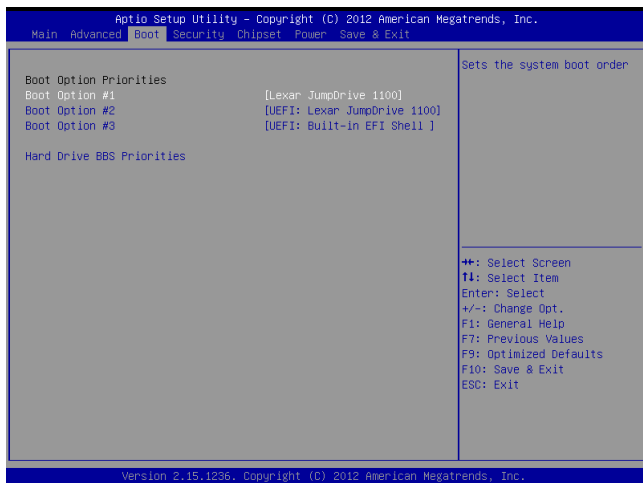 Aptio Setup Utility – Copyright (C) 2012 American Megatrends, Inc.
Main Advanced Boot Security Chipset Power Save & Exit
Boot Option Priorities
Boot Option #1 [Lexar JumpDrive 1100]
Boot Option #2 [UEFI: Lexar JumpDrive 1100]
Boot Option #3 [UEFI: Built-in EFI Shell ]
Hard Drive BBS Priorities
Sets the system boot order
→←: Select Screen
↑↓: Select Item
Enter: Select
+/-: Change Opt.
F1: General Help
F7: Previous Values
F9: Optimized Defaults
F10: Save & Exit
ESC: Exit
Version 2.15.1236. Copyright (C) 2012 American Megatrends, Inc.